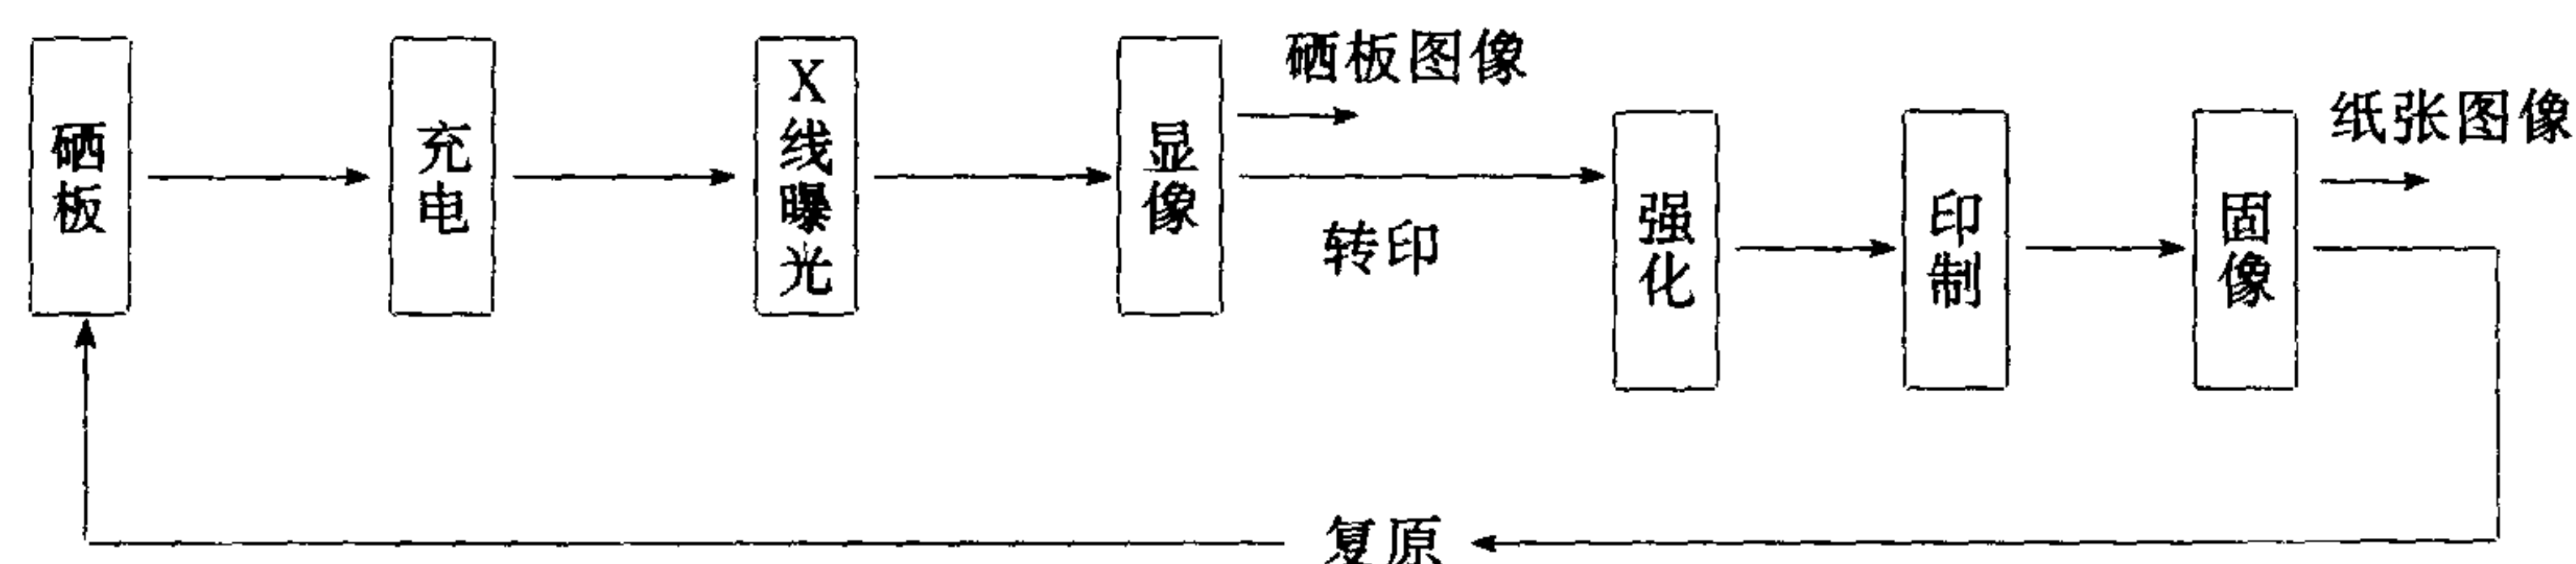 硒板
充电
X线曝光
显像
硒板图像
转印
强化
印制
固像
纸张图像
复原